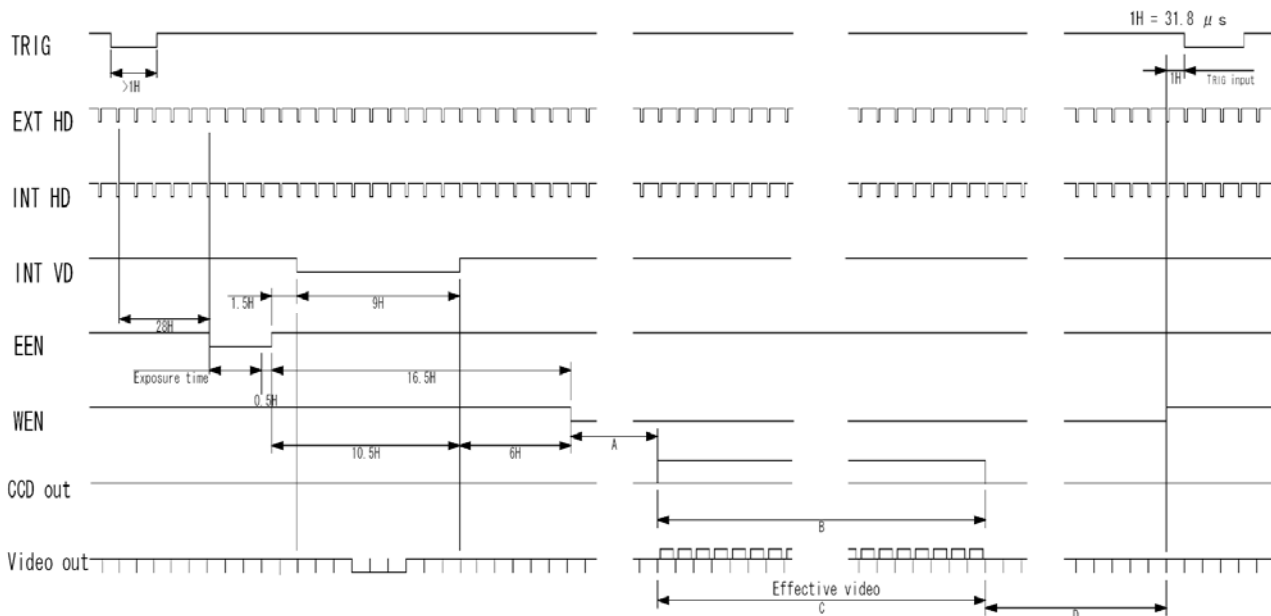 1H = 31.8 μ s
TRIG
>1H
1H
TRIG input
EXT HD
INT HD
INT VD
1.5H
9H
28H
EEN
Exposure time
16.5H
0.5H
WEN
A
10.5H
6H
CCD out
B
Video out
Effective video
C
D